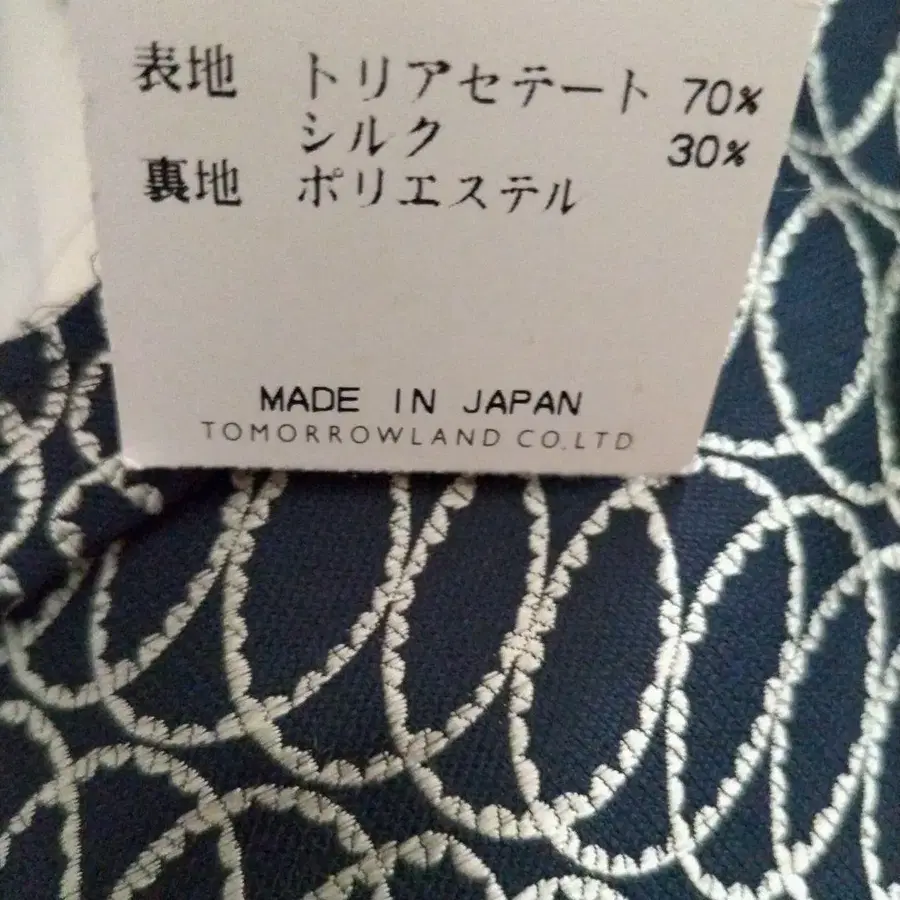 表地 トリアセテート 70%
シルク 30%
裏地 ポリエステル
MADE IN JAPAN
TOMORROWLAND CO.,LTD